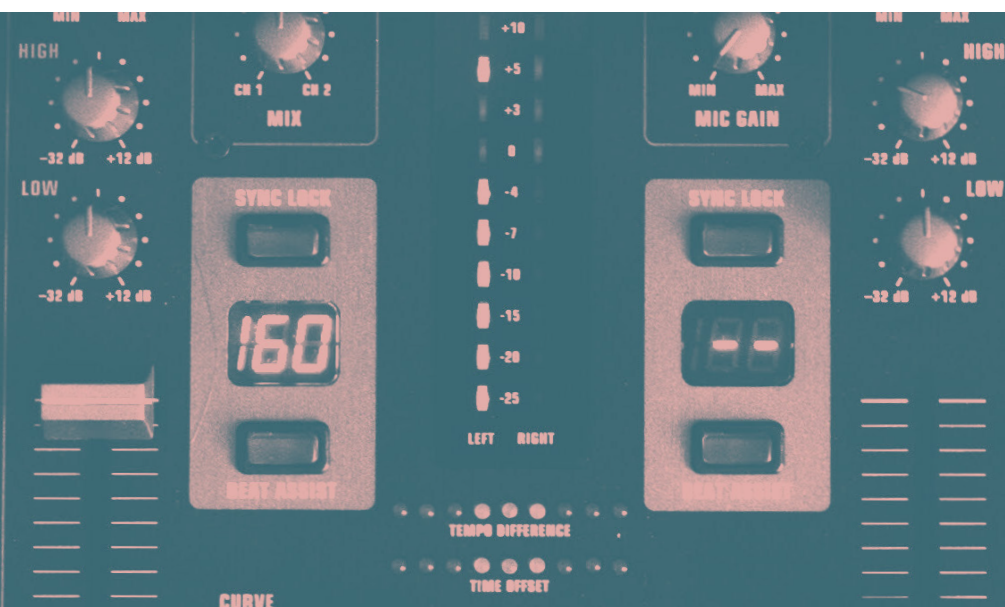 MIN MAX
HIGH
-32 dB +12 dB
LOW
-32 dB +12 dB
CH 1 CH 2
MIX
SYNC LOCK
160
BEAT ASSIST
+10
+5
+3
0
-4
-7
-10
-15
-20
-25
LEFT RIGHT
TEMPO DIFFERENCE
TIME OFFSET
CURVE
MIN MAX
MIC GAIN
SYNC LOCK
--
MIN MAX
HIGH
-32 dB +12 dB
LOW
-32 dB +12 dB